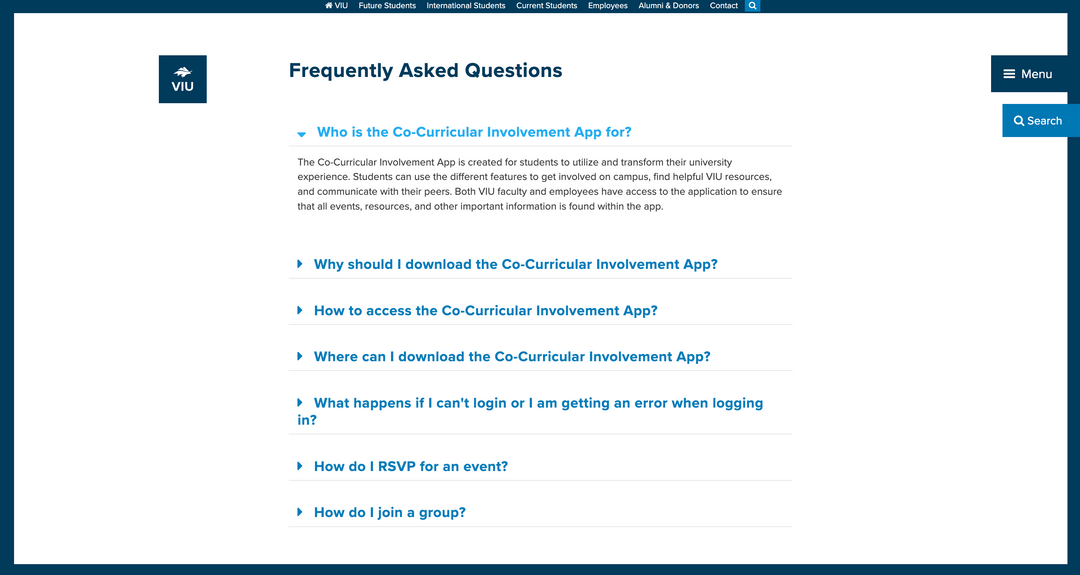 VIU Future Students International Students Current Students Employees Alumni & Donors Contact
VIU
Frequently Asked Questions
Menu
Search
Who is the Co-Curricular Involvement App for?
The Co-Curricular Involvement App is created for students to utilize and transform their university
experience. Students can use the different features to get involved on campus, find helpful VIU resources,
and communicate with their peers. Both VIU faculty and employees have access to the application to ensure
that all events, resources, and other important information is found within the app.
Why should I download the Co-Curricular Involvement App?
How to access the Co-Curricular Involvement App?
Where can I download the Co-Curricular Involvement App?
What happens if I can't login or I am getting an error when logging
in?
How do I RSVP for an event?
How do I join a group?